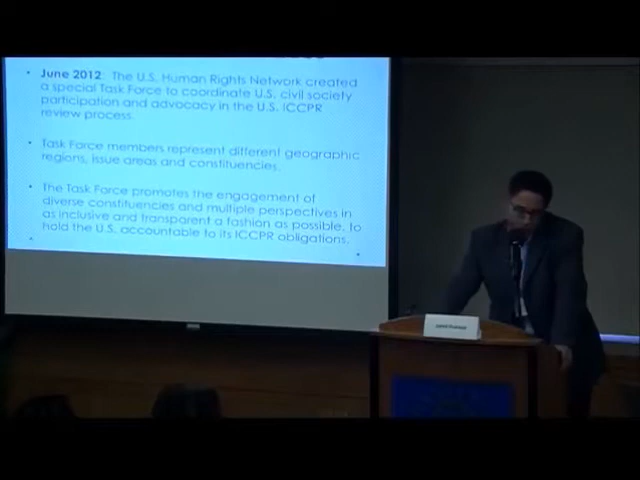 June 2012. The U.S. Human Rights Network created
a special Task Force to coordinate U.S. civil society
participation and advocacy in the U.S. ICCPR
review process.
Task Force members represent different geographic
regions, issue areas and constituencies.
The Task Force promotes the engagement of
diverse constituencies and multiple perspectives in
as inclusive and transparent a fashion as possible, to
hold the U.S. accountable to its ICCPR obligations.